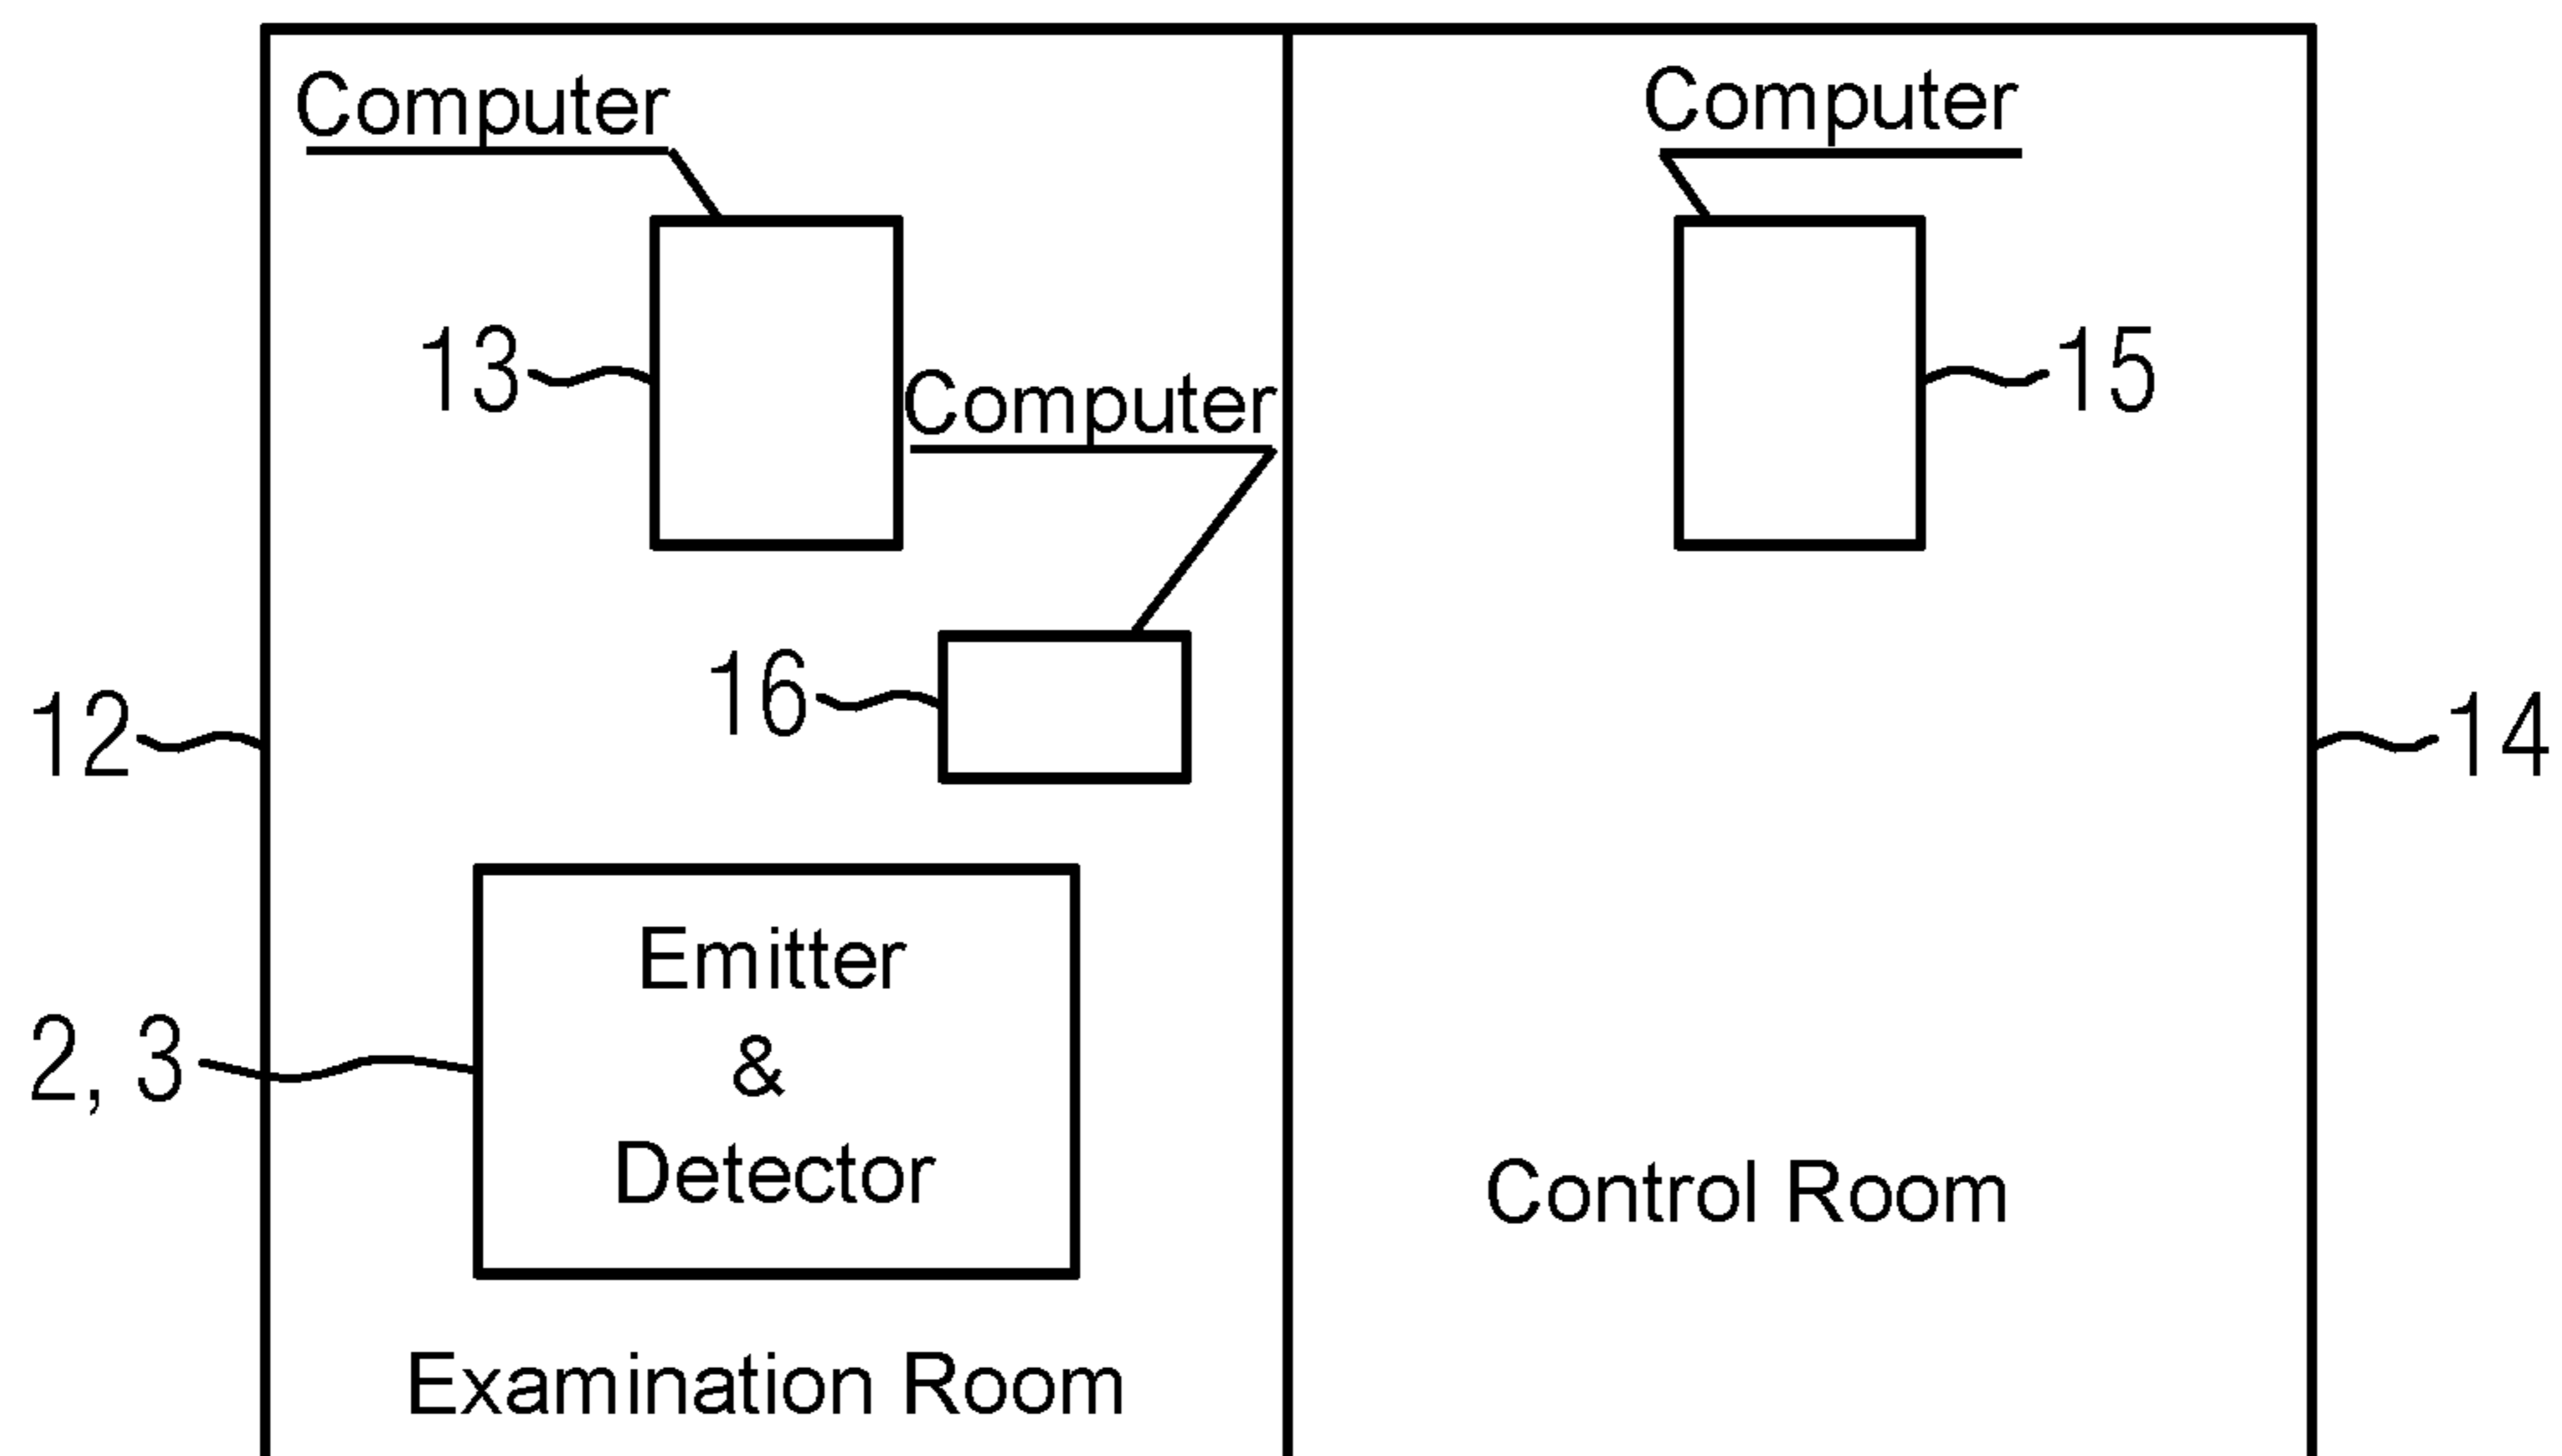 Computer
Computer
13
15
Computer
16
12
14
Emitter
&
Detector
2, 3
Control Room
Examination Room